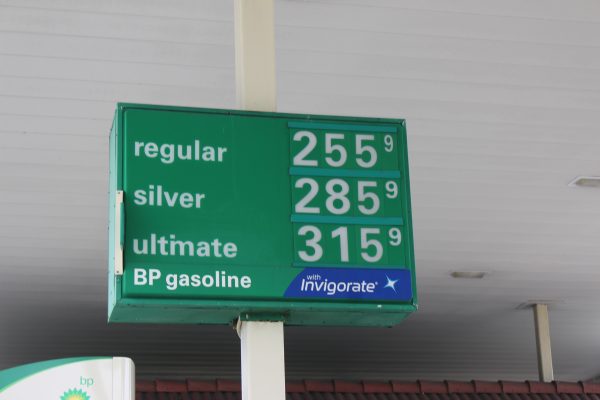 regular 255 9
silver 285 9
ultimate 315 9
BP gasoline with Invigorate®
bp